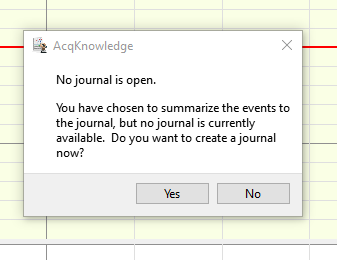 AcqKnowledge
No journal is open.
You have chosen to summarize the events to
the journal, but no journal is currently
available.  Do you want to create a journal
now?
Yes
No